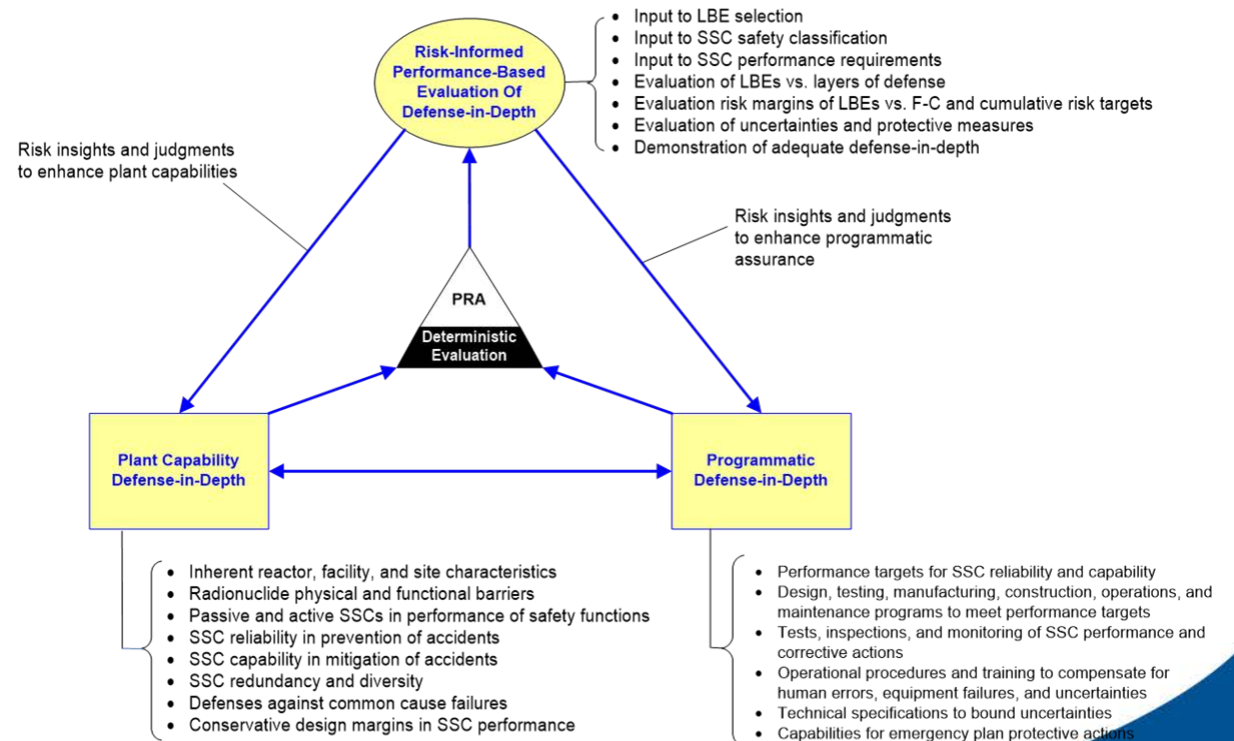 Risk-Informed
Performance-Based
Evaluation Of
Defense-in-Depth
• Input to LBE selection
• Input to SSC safety classification
• Input to SSC performance requirements
• Evaluation of LBEs vs. layers of defense
• Evaluation risk margins of LBEs vs. F-C and cumulative risk targets
• Evaluation of uncertainties and protective measures
• Demonstration of adequate defense-in-depth
Risk insights and judgments
to enhance plant capabilities
Risk insights and judgments
to enhance programmatic
assurance
PRA
Deterministic
Evaluation
Plant Capability
Defense-in-Depth
Programmatic
Defense-in-Depth
• Inherent reactor, facility, and site characteristics
• Radionuclide physical and functional barriers
• Passive and active SSCs in performance of safety functions
• SSC reliability in prevention of accidents
• SSC capability in mitigation of accidents
• SSC redundancy and diversity
• Defenses against common cause failures
• Conservative design margins in SSC performance
• Performance targets for SSC reliability and capability
• Design, testing, manufacturing, construction, operations, and
maintenance programs to meet performance targets
• Tests, inspections, and monitoring of SSC performance and
corrective actions
• Operational procedures and training to compensate for
human errors, equipment failures, and uncertainties
• Technical specifications to bound uncertainties
• Capabilities for emergency plan protective actions